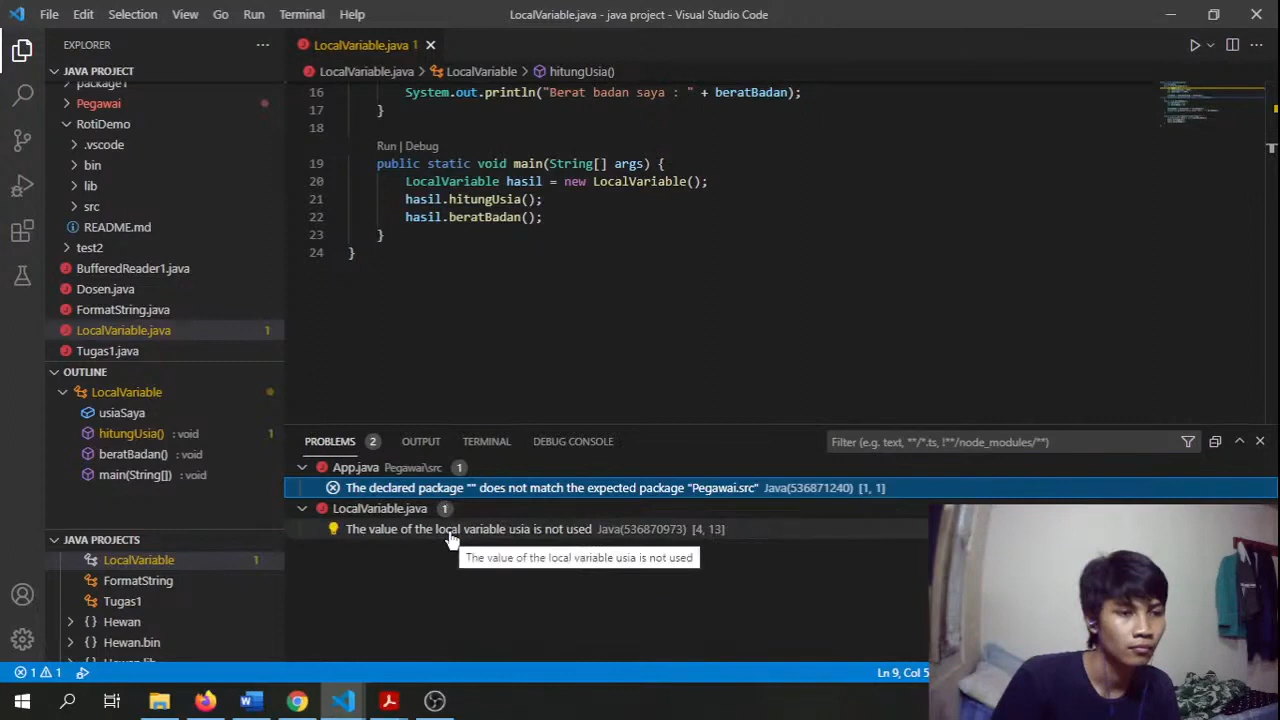 File Edit Selection View Go Run Terminal Help
LocalVariable.java - java project - Visual Studio Code
EXPLORER
JAVA PROJECT
package1
Pegawai
RotiDemo
.vscode
bin
lib
src
README.md
test2
BufferedReader1.java
Dosen.java
FormatString.java
LocalVariable.java 1
Tugas1.java
OUTLINE
LocalVariable
usiaSaya
hitungUsia() : void 1
beratBadan() : void
main(String[]) : void
JAVA PROJECTS
LocalVariable 1
FormatString
Tugas1
{ } Hewan
{ } Hewan.bin
{ } Hewan.lib
LocalVariable.java 1
LocalVariable.java > LocalVariable > hitungUsia()
16 System.out.println("Berat badan saya : " + beratBadan);
17 }
18
Run | Debug
19 public static void main(String[] args) {
20 LocalVariable hasil = new LocalVariable();
21 hasil.hitungUsia();
22 hasil.beratBadan();
23 }
24 }
PROBLEMS 2 OUTPUT TERMINAL DEBUG CONSOLE
Filter (e.g. text, **/*.ts, !**/node_modules/**)
App.java Pegawai\src 1
The declared package "" does not match the expected package "Pegawai.src" Java(536871240) [1, 1]
LocalVariable.java 1
The value of the local variable usia is not used Java(536870973) [4, 13]
The value of the local variable usia is not used
1 1
Ln 9, Col 5